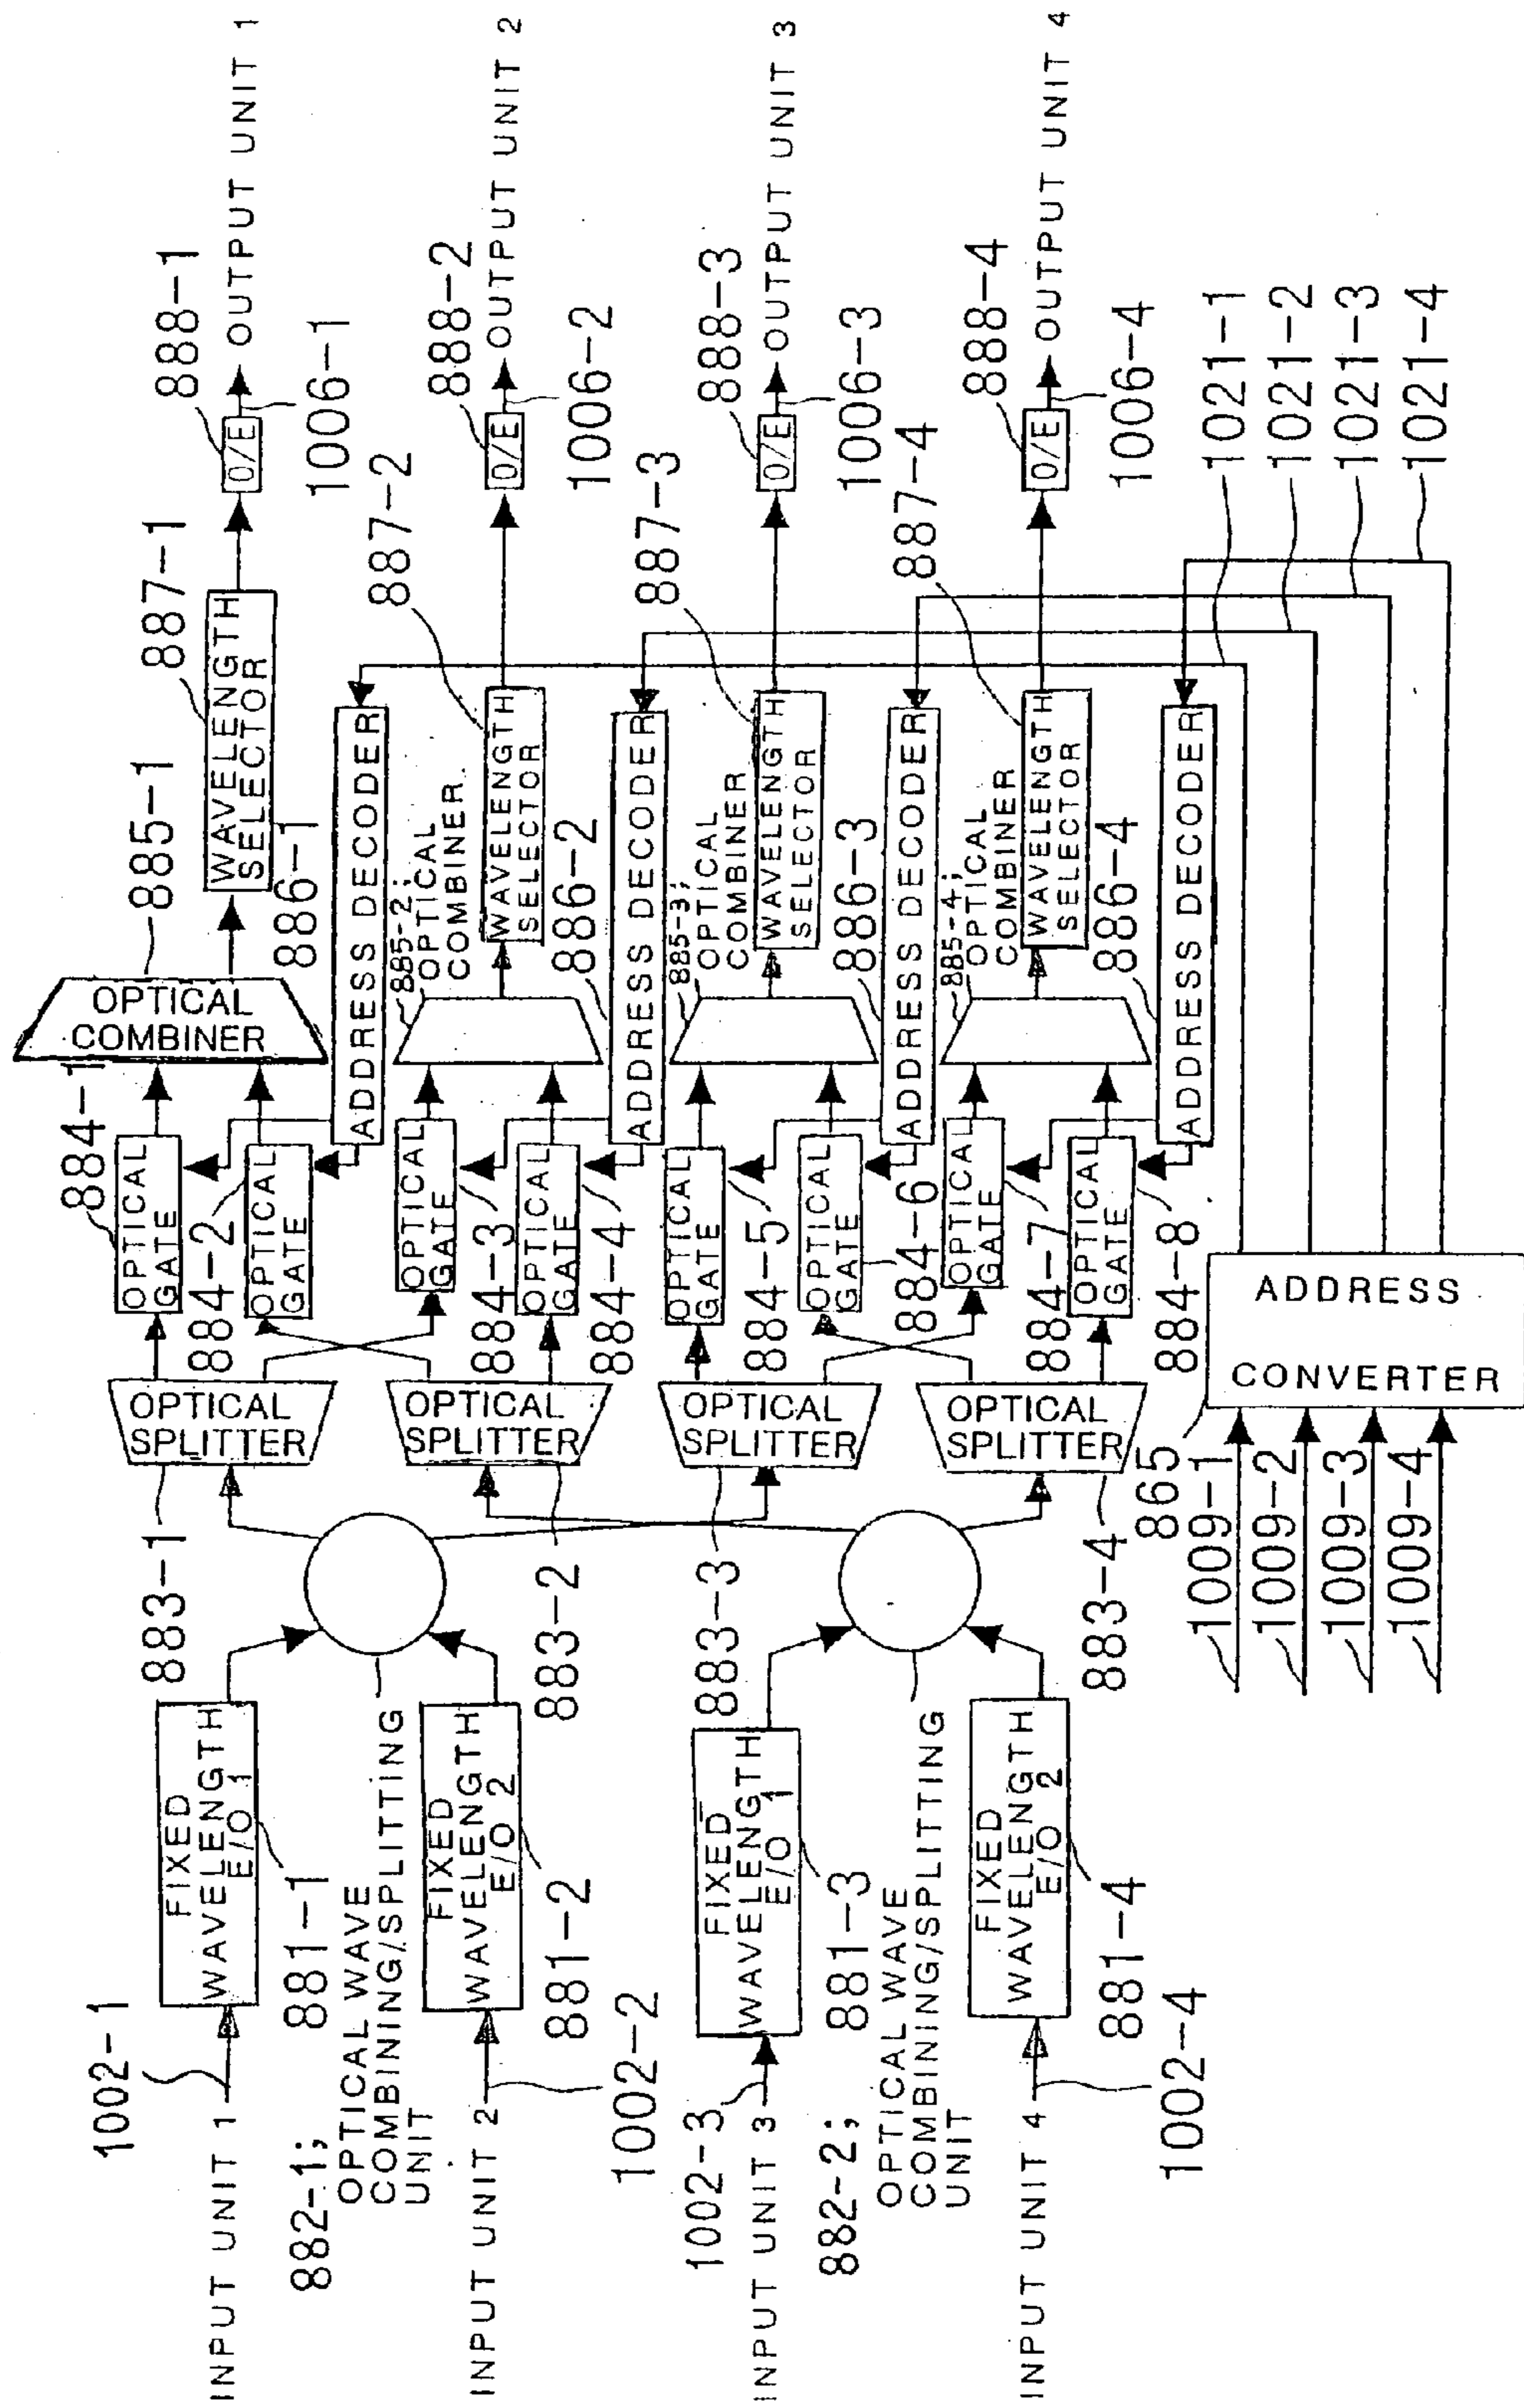 INPUT UNIT 1
1002-1
FIXED
WAVELENGTH
E/O 1
881-1
882-1;
OPTICAL WAVE
COMBINING/SPLITTING
UNIT
INPUT UNIT 2
1002-2
FIXED
WAVELENGTH
E/O 2
881-2
INPUT UNIT 3
1002-3
FIXED
WAVELENGTH
E/O 1
881-3
882-2;
OPTICAL WAVE
COMBINING/SPLITTING
UNIT
INPUT UNIT 4
1002-4
FIXED
WAVELENGTH
E/O 2
881-4
883-1
OPTICAL
SPLITTER
883-2
OPTICAL
SPLITTER
883-3
OPTICAL
SPLITTER
883-4
OPTICAL
SPLITTER
884-1
OPTICAL
GATE
884-2
OPTICAL
GATE
OPTICAL
GATE
884-3
OPTICAL
GATE
884-4
OPTICAL
GATE
884-5
OPTICAL
GATE
884-6
OPTICAL
GATE
884-7
OPTICAL
GATE
884-8
OPTICAL
COMBINER
885-1
WAVELENGTH
SELECTOR
887-1
886-1
ADDRESS DECODER
885-2;
OPTICAL
COMBINER
WAVELENGTH
SELECTOR
887-2
886-2
ADDRESS DECODER
885-3;
OPTICAL
COMBINER
WAVELENGTH
SELECTOR
887-3
886-3
ADDRESS DECODER
885-4;
OPTICAL
COMBINER
WAVELENGTH
SELECTOR
887-4
886-4
ADDRESS DECODER
888-1
O/E
1006-1
OUTPUT UNIT 1
888-2
O/E
1006-2
OUTPUT UNIT 2
888-3
O/E
1006-3
OUTPUT UNIT 3
888-4
O/E
1006-4
OUTPUT UNIT 4
865
1009-1
1009-2
1009-3
1009-4
ADDRESS
CONVERTER
1021-1
1021-2
1021-3
1021-4